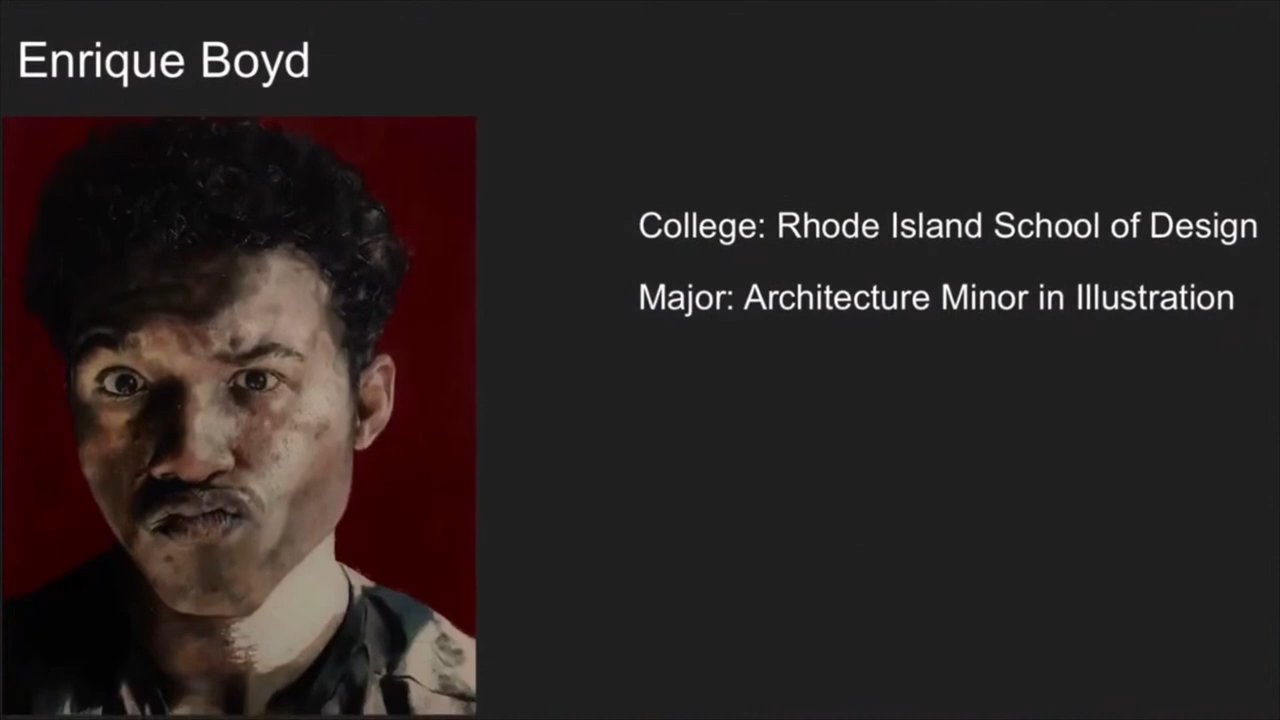 Enrique Boyd
College: Rhode Island School of Design
Major: Architecture Minor in Illustration